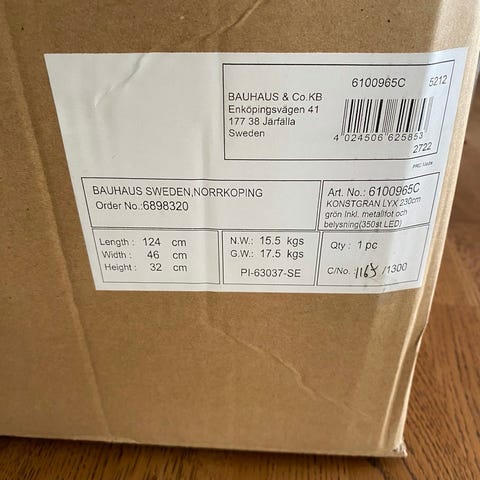 6100965C 5212
BAUHAUS & Co.KB
Enköpingsvägen 41
177 38 Järfälla
Sweden
4 024506 625853
2722
PRC Made
BAUHAUS SWEDEN,NORRKOPING
Order No.:6898320
Art. No.: 6100965C
KONSTGRAN LYX 230cm
grön Inkl. metallfot och
belysning(350st LED)
Length : 124 cm
Width : 46 cm
Height : 32 cm
N.W.: 15.5 kgs
G.W.: 17.5 kgs
PI-63037-SE
Qty : 1 pc
C/No. : /1300